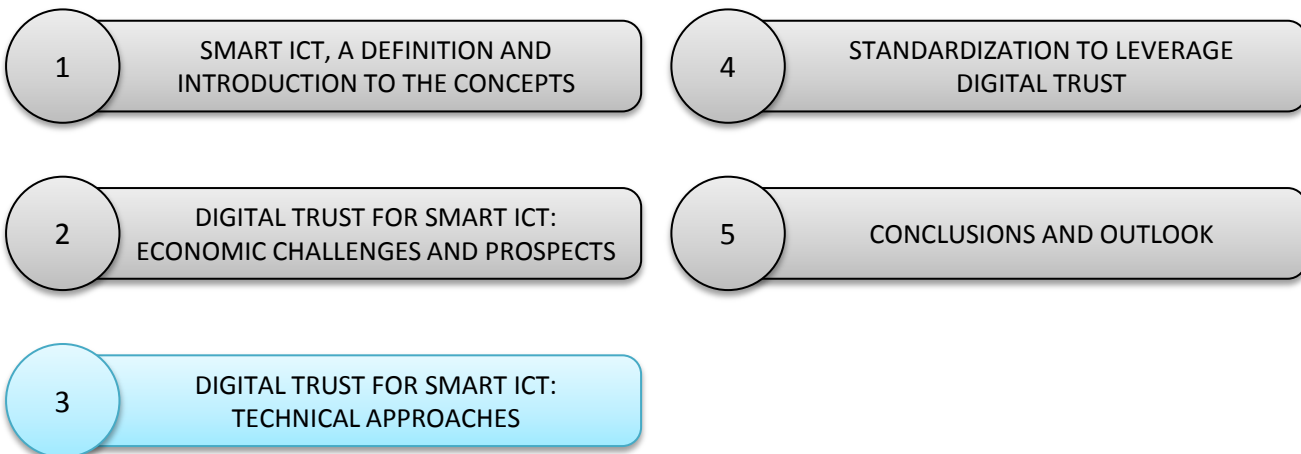 1
SMART ICT, A DEFINITION AND
INTRODUCTION TO THE CONCEPTS
2
DIGITAL TRUST FOR SMART ICT:
ECONOMIC CHALLENGES AND PROSPECTS
3
DIGITAL TRUST FOR SMART ICT:
TECHNICAL APPROACHES
4
STANDARDIZATION TO LEVERAGE
DIGITAL TRUST
5
CONCLUSIONS AND OUTLOOK